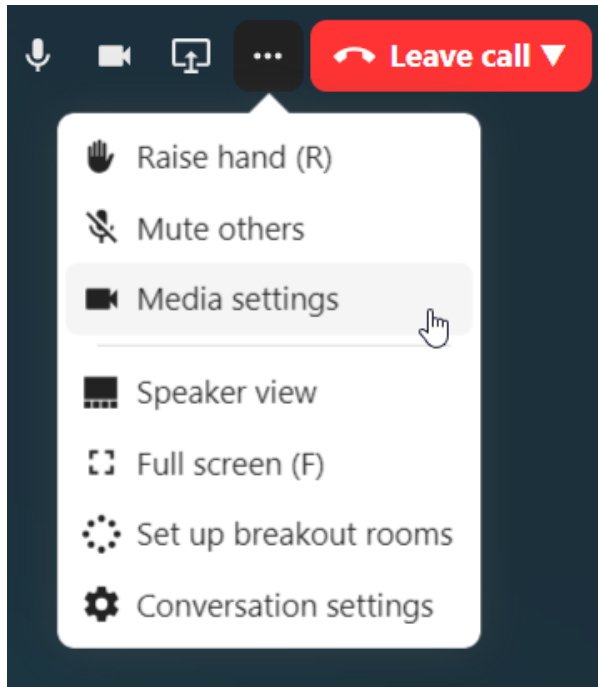 Leave call ▼
Raise hand (R)
Mute others
Media settings
Speaker view
Full screen (F)
Set up breakout rooms
Conversation settings